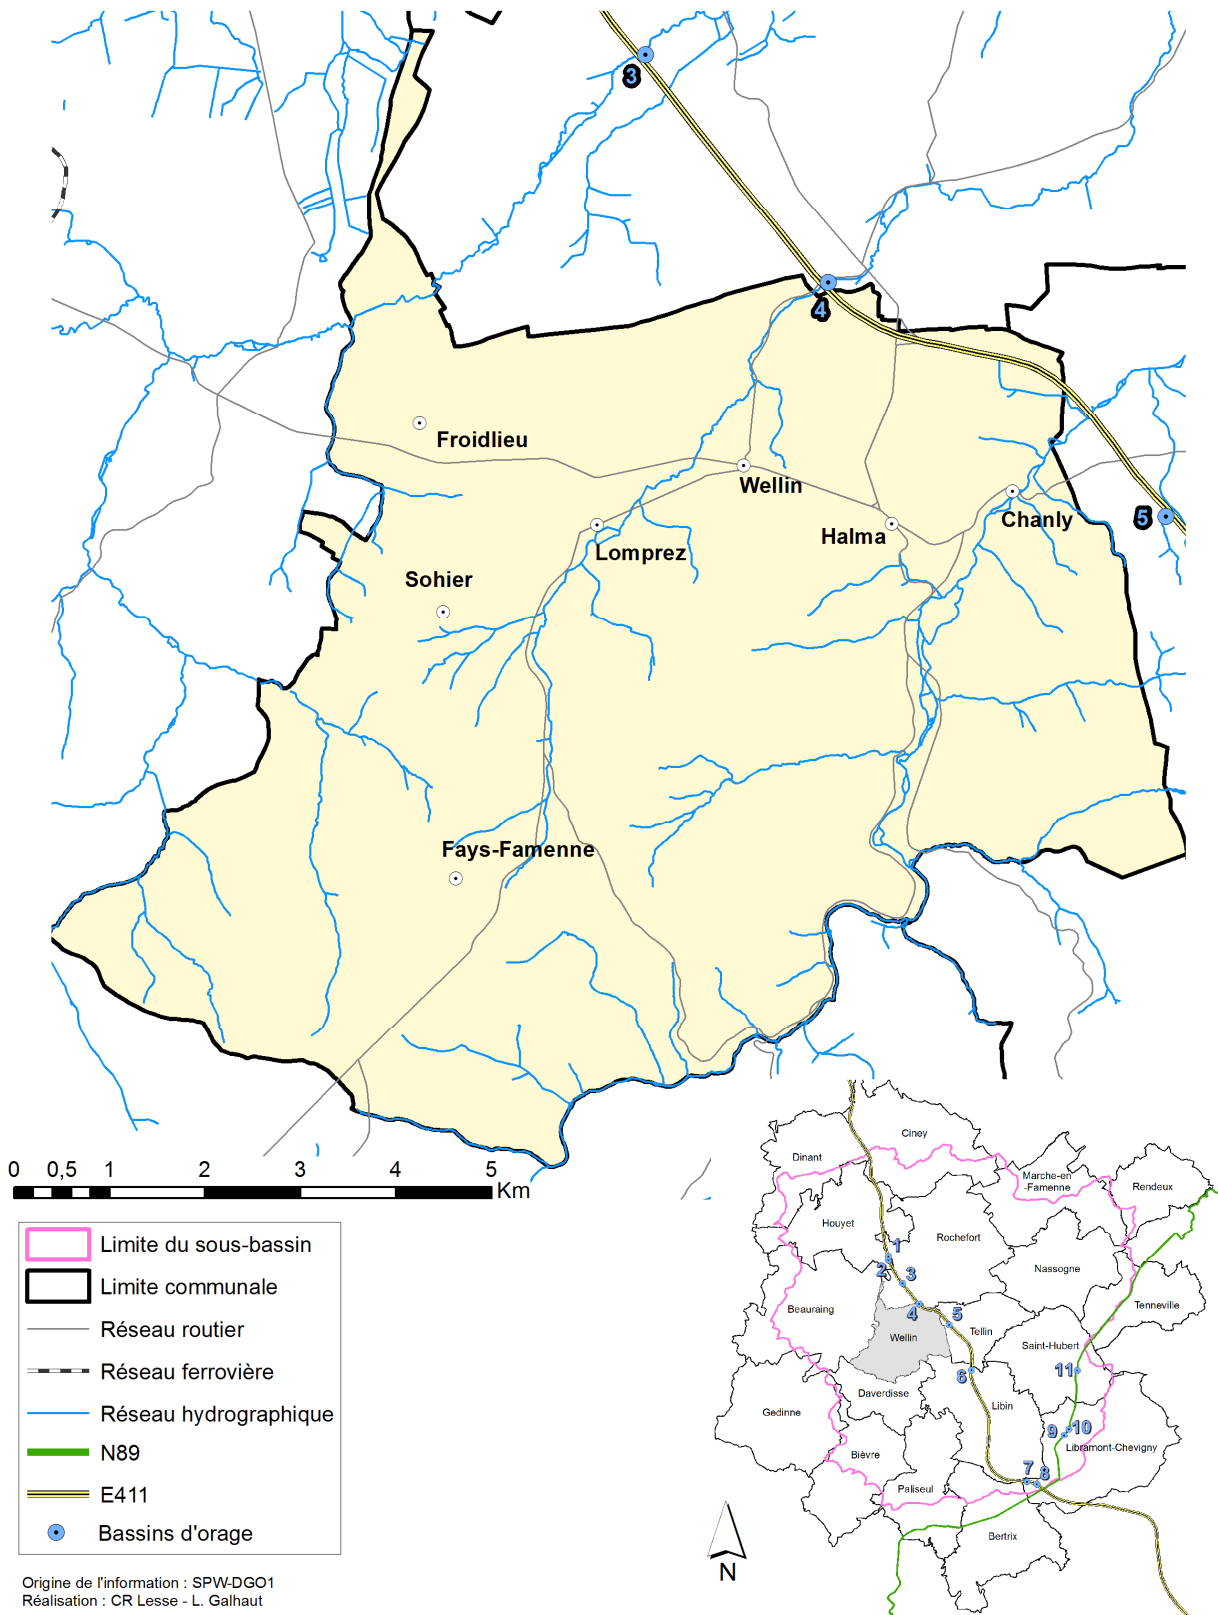 3
4
5
Froidlieu
Wellin
Chanly
Halma
Lomprez
Sohier
Fays-Famenne
0 0,5 1 2 3 4 5 Km
Limite du sous-bassin
Limite communale
Réseau routier
Réseau ferrovière
Réseau hydrographique
N89
E411
Bassins d'orage
Origine de l'information : SPW-DGO1
Réalisation : CR Lesse - L. Galhaut
N
Ciney
Dinant
Marche-en
-Famenne
Rendeux
Houyet
Rochefort
1
2
3
Nassogne
Beauraing
4
5
Tenneville
Wellin
Tellin
Saint-Hubert
6
11
Daverdisse
Libin
Gedinne
9
10
Libramont-Chevigny
Bièvre
7
8
Paliseul
Bertrix